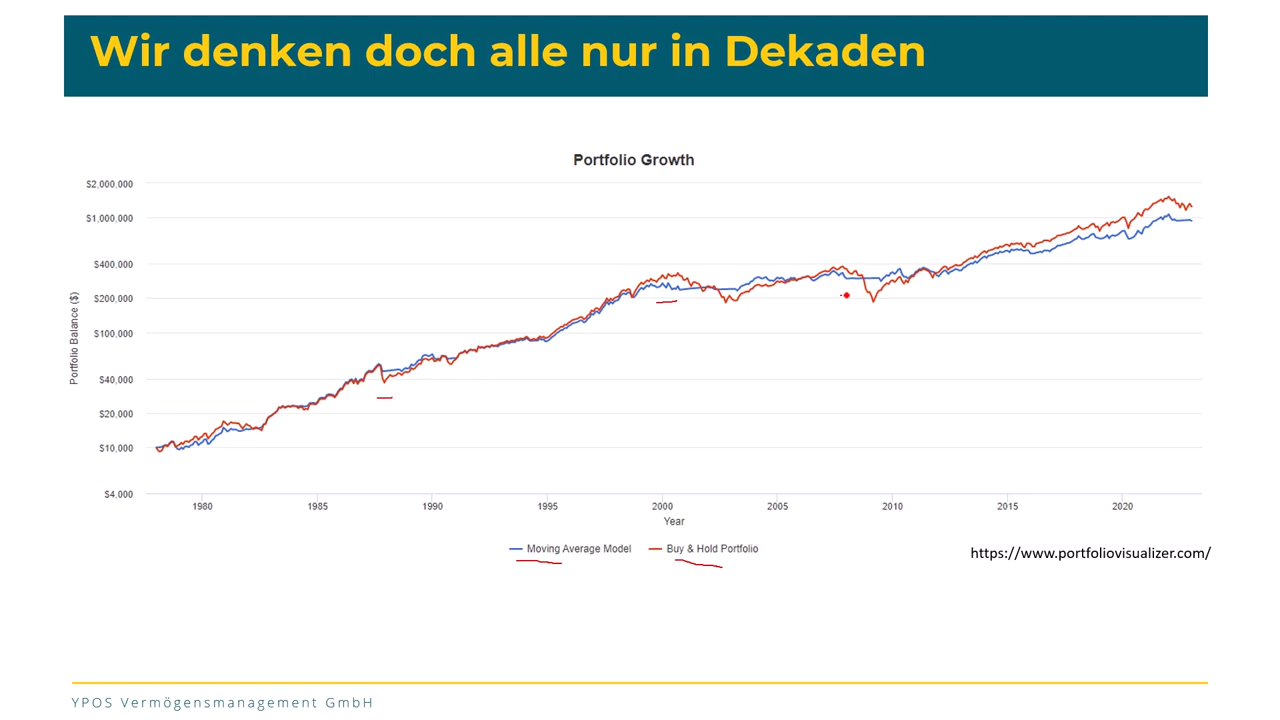 Wir denken doch alle nur in Dekaden
Portfolio Growth
$2,000,000
$1,000,000
$400,000
$200,000
$100,000
$40,000
$20,000
$10,000
$4,000
Portfolio Balance ($)
1980 1985 1990 1995 2000 2005 2010 2015 2020
Year
Moving Average Model Buy & Hold Portfolio
https://www.portfoliovisualizer.com/
YPOS Vermögensmanagement GmbH